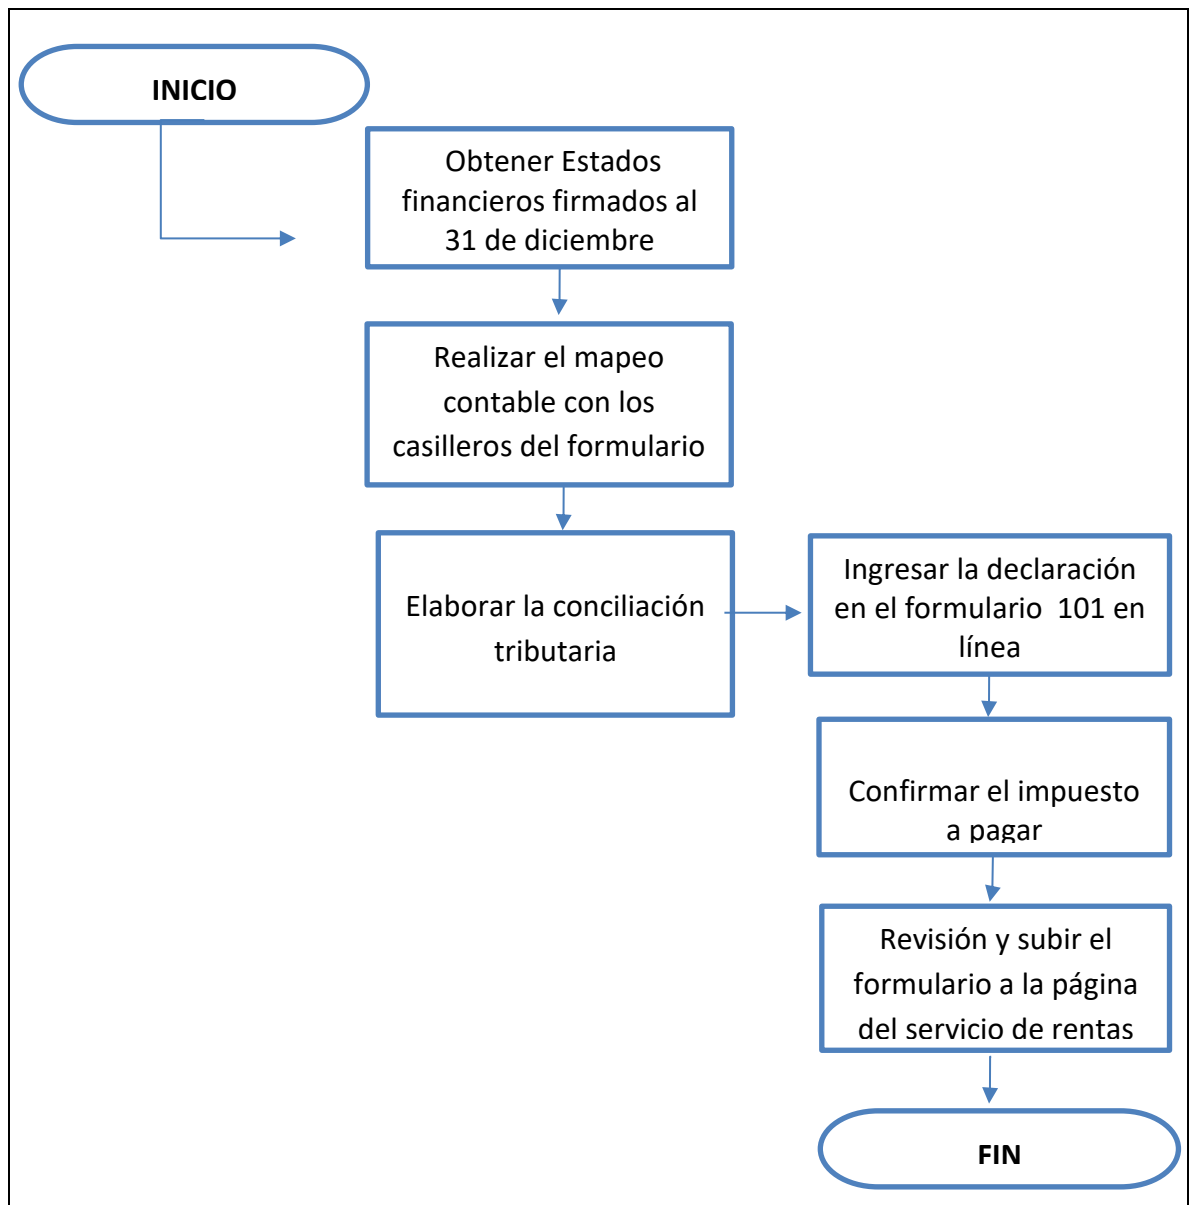 INICIO
Obtener Estados
financieros firmados al
31 de diciembre
Realizar el mapeo
contable con los
casilleros del formulario
Elaborar la conciliación
tributaria
Ingresar la declaración
en el formulario 101 en
línea
Confirmar el impuesto
a pagar
Revisión y subir el
formulario a la página
del servicio de rentas
FIN